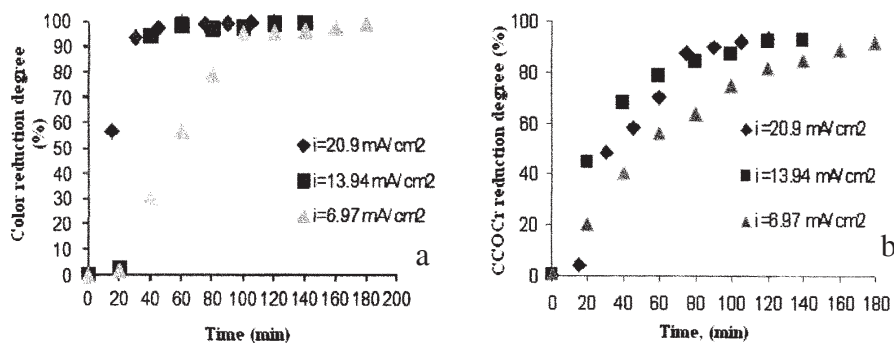 Color reduction degree
(%)
100
90
80
70
60
50
40
30
20
10
0
i=20.9 mA/cm2
i=13.94 mA/cm2
i=6.97 mA/cm2
a
0 20 40 60 80 100 120 140 160 180 200
Time (min)
CCOCr reduction degree (%)
100
80
60
40
20
0
i=20.9 mA/cm2
i=13.94 mA/cm2
i=6.97 mA/cm2
b
0 20 40 60 80 100 120 140 160 180
Time, (min)